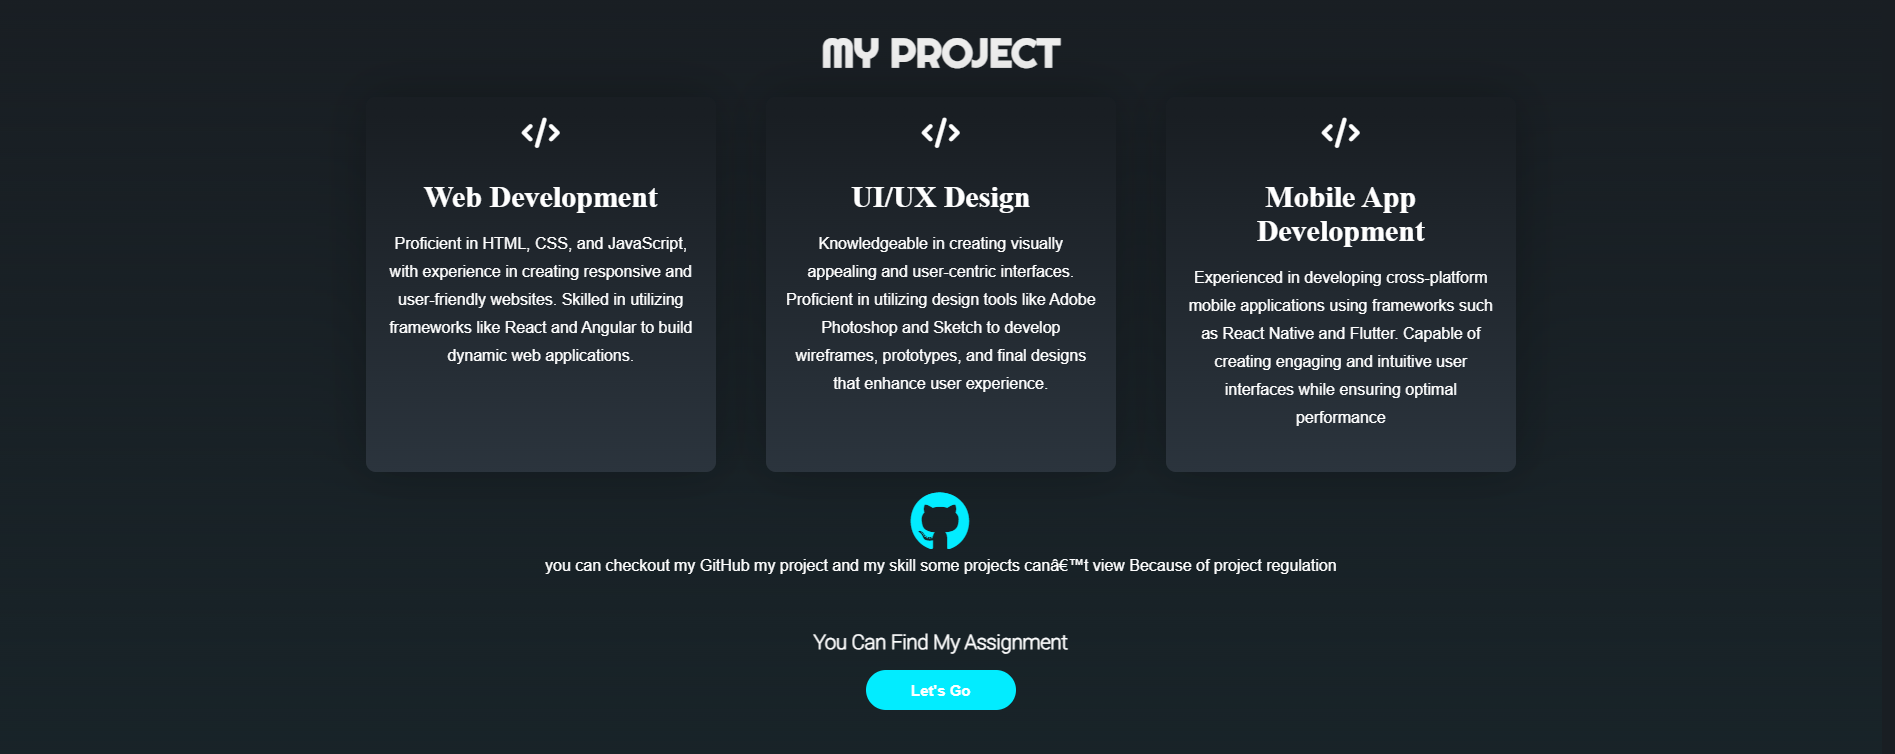 MY PROJECT
Web Development
Proficient in HTML, CSS, and JavaScript,
with experience in creating responsive and
user-friendly websites. Skilled in utilizing
frameworks like React and Angular to build
dynamic web applications.
UI/UX Design
Knowledgeable in creating visually
appealing and user-centric interfaces.
Proficient in utilizing design tools like Adobe
Photoshop and Sketch to develop
wireframes, prototypes, and final designs
that enhance user experience.
Mobile App
Development
Experienced in developing cross-platform
mobile applications using frameworks such
as React Native and Flutter. Capable of
creating engaging and intuitive user
interfaces while ensuring optimal
performance
you can checkout my GitHub my project and my skill some projects canâ€™t view Because of project regulation
You Can Find My Assignment
Let's Go